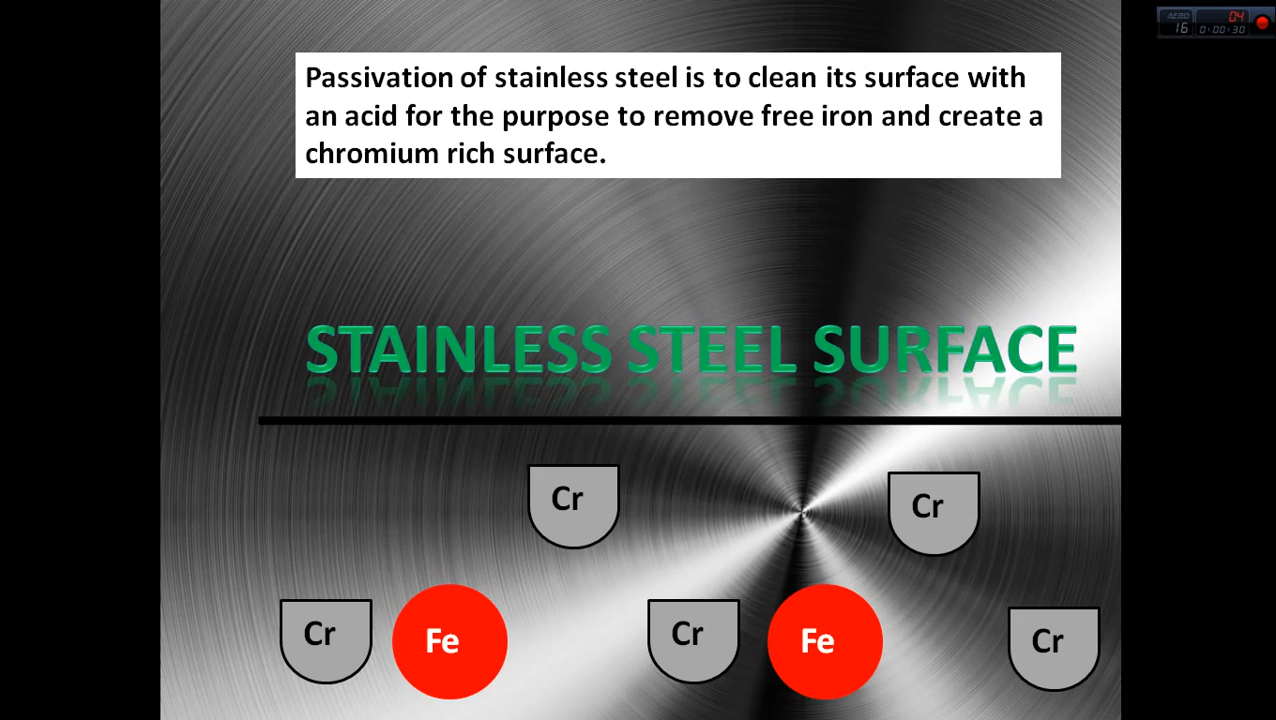 AERO
16
04
0:00:30
Passivation of stainless steel is to clean its surface with
an acid for the purpose to remove free iron and create a
chromium rich surface.
STAINLESS STEEL SURFACE
Cr
Cr
Cr
Fe
Cr
Fe
Cr